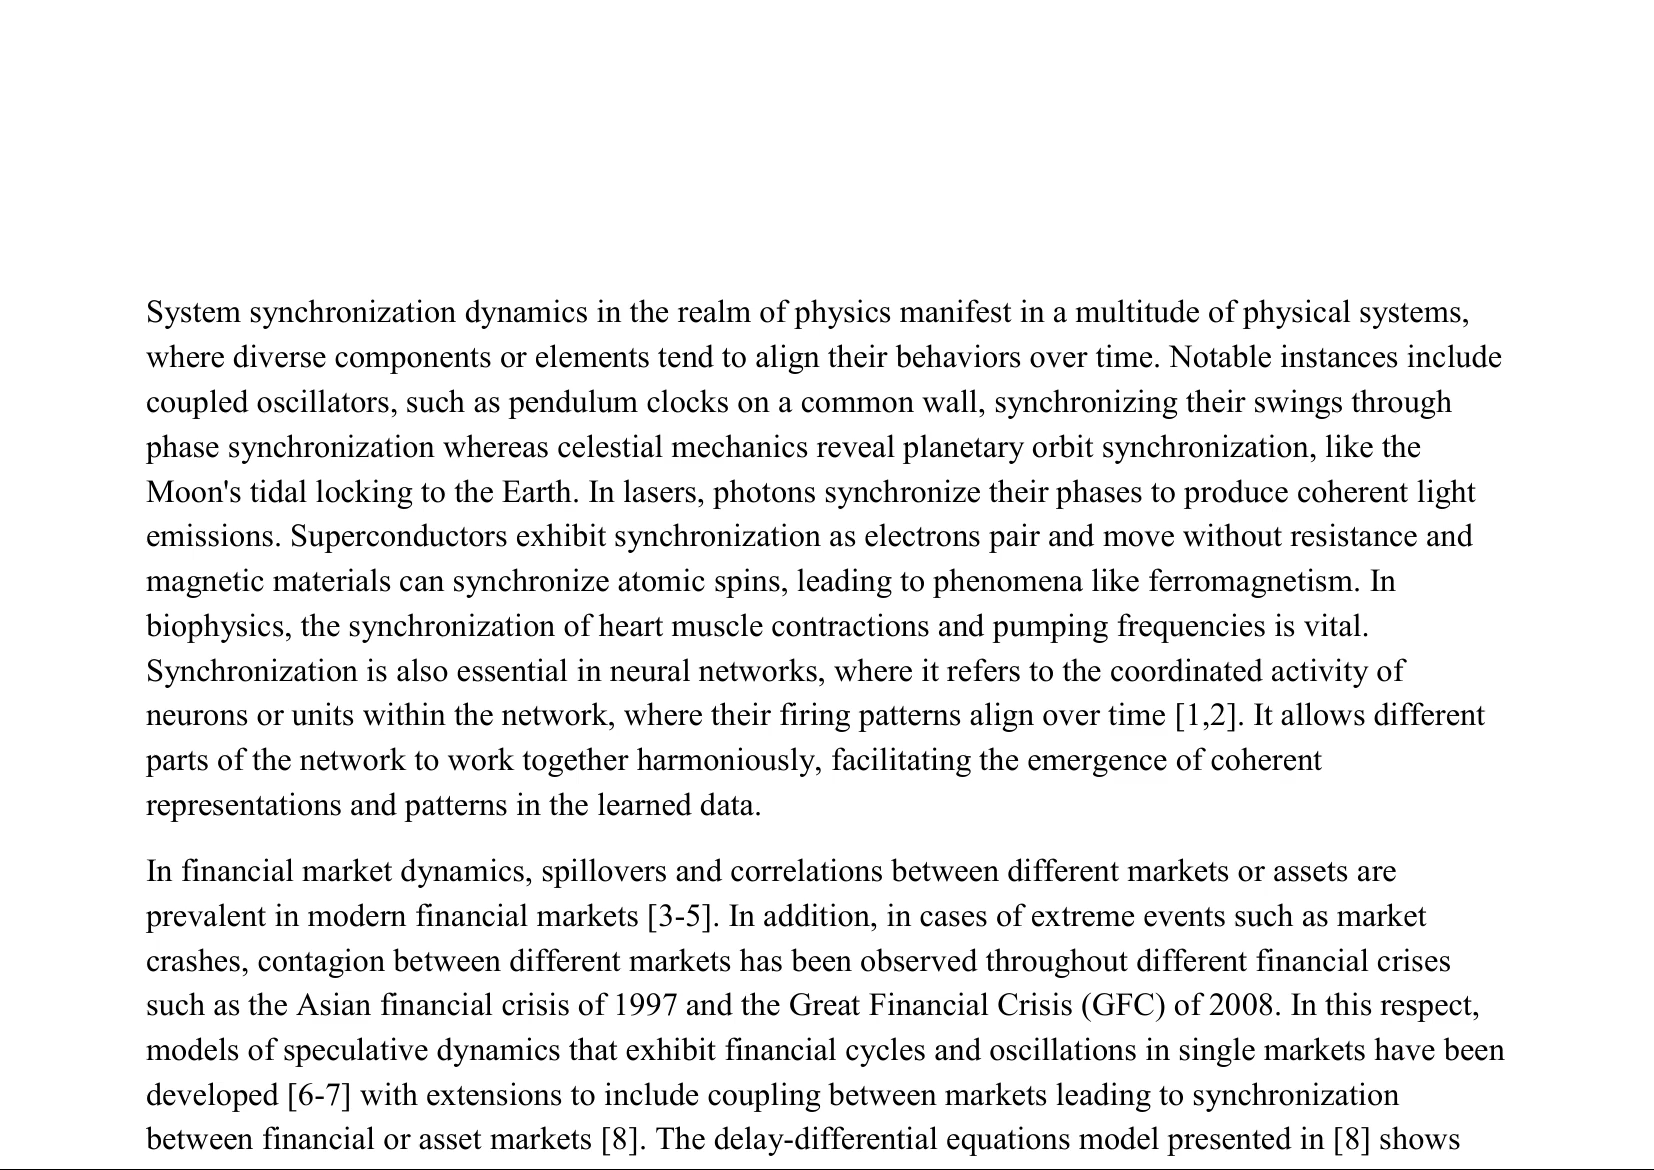 System synchronization dynamics in the realm of physics manifest in a multitude of physical systems,
where diverse components or elements tend to align their behaviors over time. Notable instances include
coupled oscillators, such as pendulum clocks on a common wall, synchronizing their swings through
phase synchronization whereas celestial mechanics reveal planetary orbit synchronization, like the
Moon's tidal locking to the Earth. In lasers, photons synchronize their phases to produce coherent light
emissions. Superconductors exhibit synchronization as electrons pair and move without resistance and
magnetic materials can synchronize atomic spins, leading to phenomena like ferromagnetism. In
biophysics, the synchronization of heart muscle contractions and pumping frequencies is vital.
Synchronization is also essential in neural networks, where it refers to the coordinated activity of
neurons or units within the network, where their firing patterns align over time [1,2]. It allows different
parts of the network to work together harmoniously, facilitating the emergence of coherent
representations and patterns in the learned data.
In financial market dynamics, spillovers and correlations between different markets or assets are
prevalent in modern financial markets [3-5]. In addition, in cases of extreme events such as market
crashes, contagion between different markets has been observed throughout different financial crises
such as the Asian financial crisis of 1997 and the Great Financial Crisis (GFC) of 2008. In this respect,
models of speculative dynamics that exhibit financial cycles and oscillations in single markets have been
developed [6-7] with extensions to include coupling between markets leading to synchronization
between financial or asset markets [8]. The delay-differential equations model presented in [8] shows